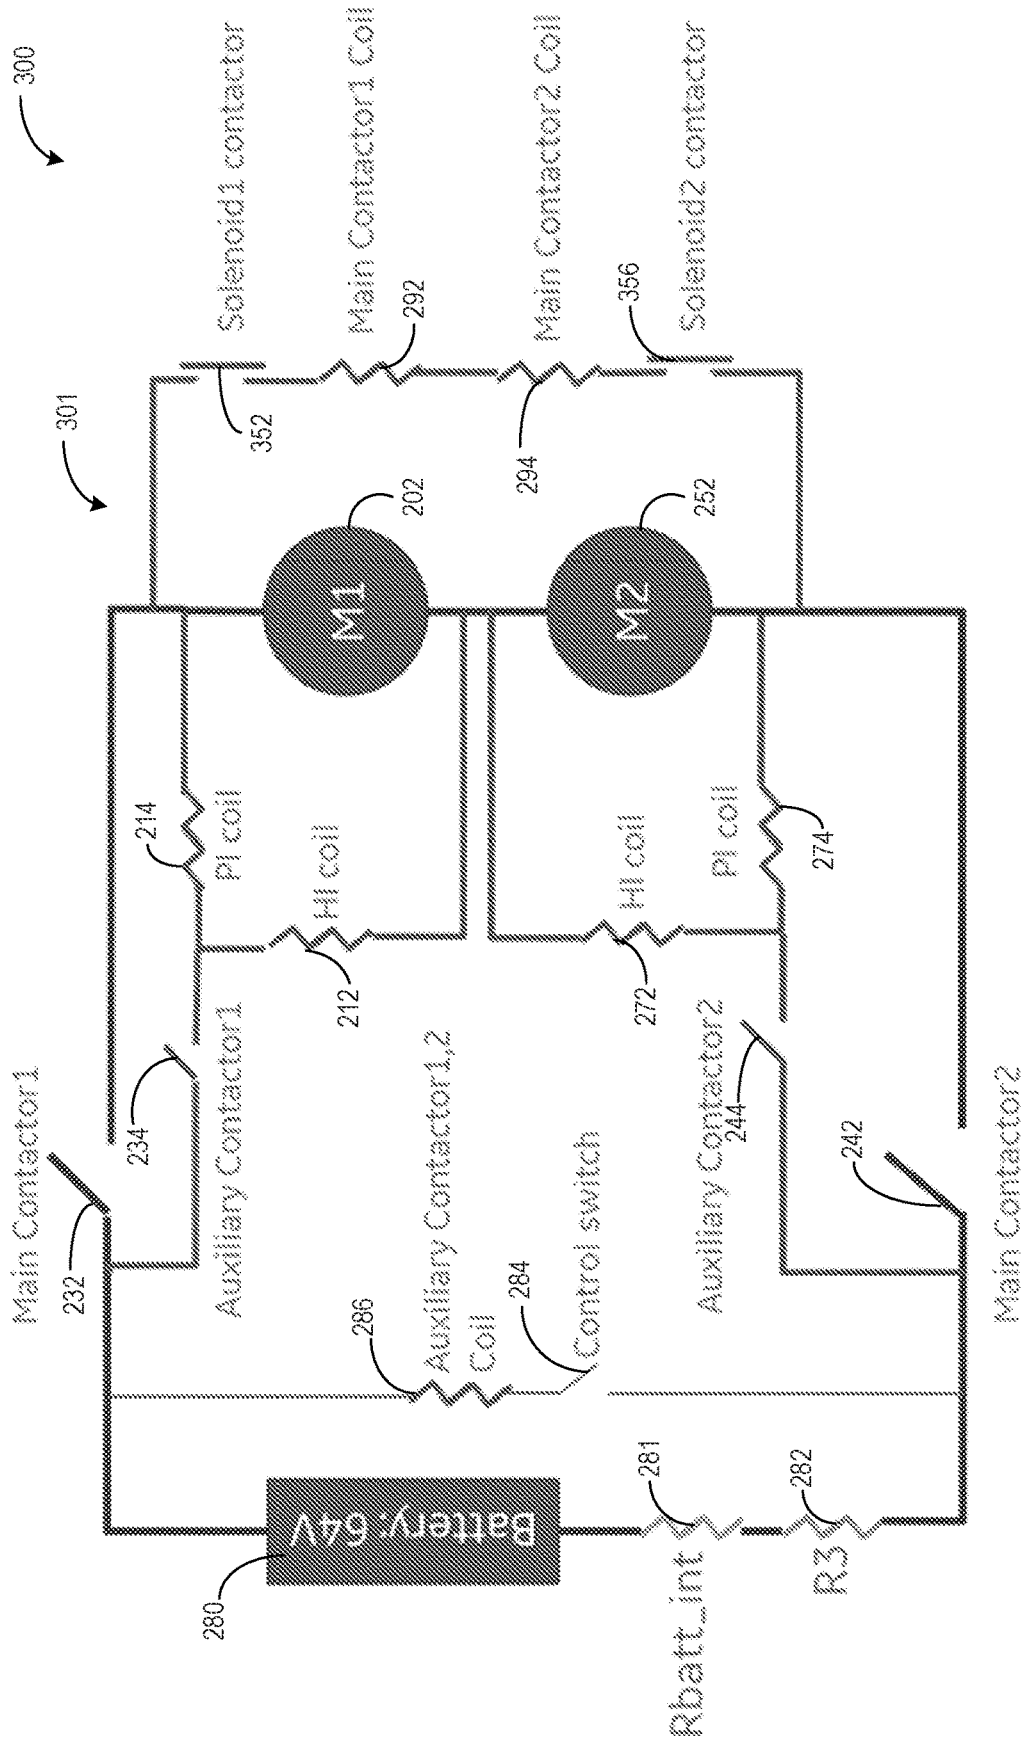 300
301
Main Contactor1
232
234
Auxiliary Contactor1
214
PI coil
HI coil
212
M1
202
352
Solenoid1 contactor
292
Main Contactor1 Coil
280
Battery, 64V
286
Auxiliary Contactor1,2
Coil
284
Control switch
M2
252
294
Main Contactor2 Coil
356
Solenoid2 contactor
272
HI coil
PI coil
274
Auxiliary Contactor2
244
242
Main Contactor2
281
Rbatt_int
282
R3